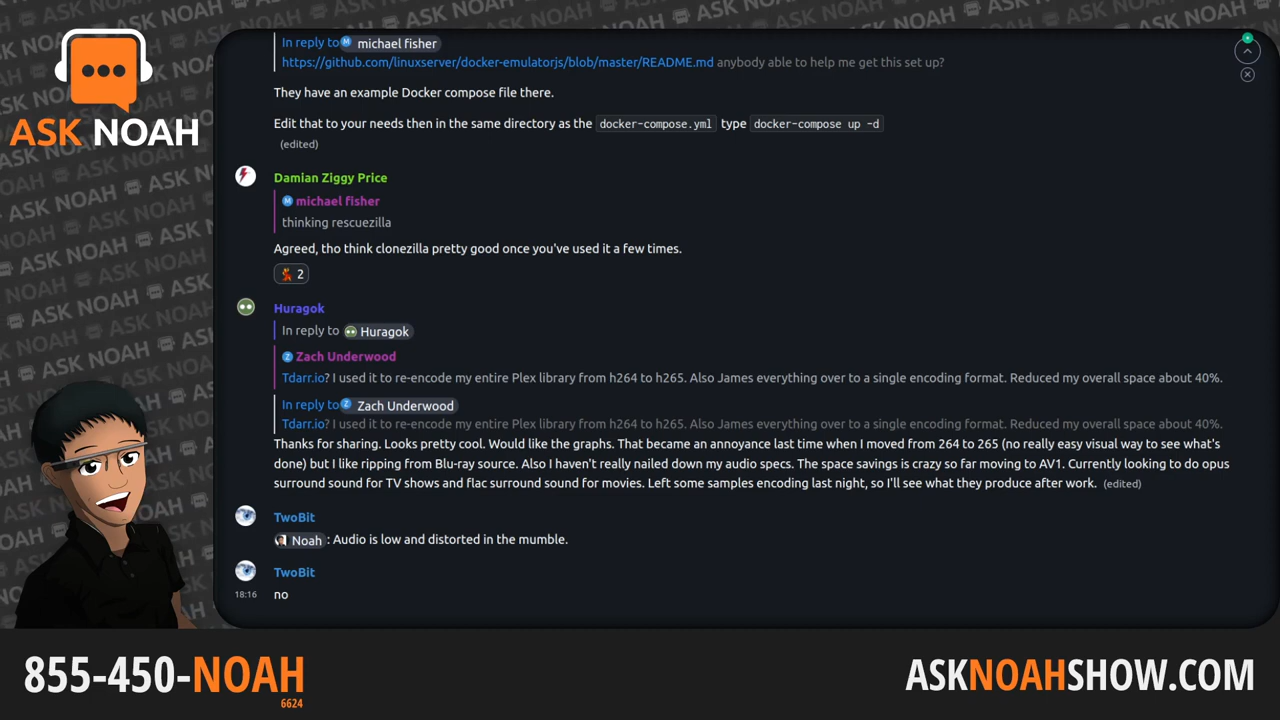 ASK NOAH
In reply to michael fisher
https://github.com/linuxserver/docker-emulatorjs/blob/master/README.md anybody able to help me get this set up?
They have an example Docker compose file there.
Edit that to your needs then in the same directory as the docker-compose.yml type docker-compose up -d
(edited)
Damian Ziggy Price
M michael fisher
thinking rescuezilla
Agreed, tho think clonezilla pretty good once you've used it a few times.
2
Huragok
In reply to Huragok
Z Zach Underwood
Tdarr.io? I used it to re-encode my entire Plex library from h264 to h265. Also James everything over to a single encoding format. Reduced my overall space about 40%.
In reply to Z Zach Underwood
Tdarr.io? I used it to re-encode my entire Plex library from h264 to h265. Also James everything over to a single encoding format. Reduced my overall space about 40%.
Thanks for sharing. Looks pretty cool. Would like the graphs. That became an annoyance last time when I moved from 264 to 265 (no really easy visual way to see what's
done) but I like ripping from Blu-ray source. Also I haven't really nailed down my audio specs. The space savings is crazy so far moving to AV1. Currently looking to do opus
surround sound for TV shows and flac surround sound for movies. Left some samples encoding last night, so I'll see what they produce after work. (edited)
TwoBit
Noah : Audio is low and distorted in the mumble.
TwoBit
18:16 no
855-450-NOAH
6624
ASKNOAHSHOW.COM